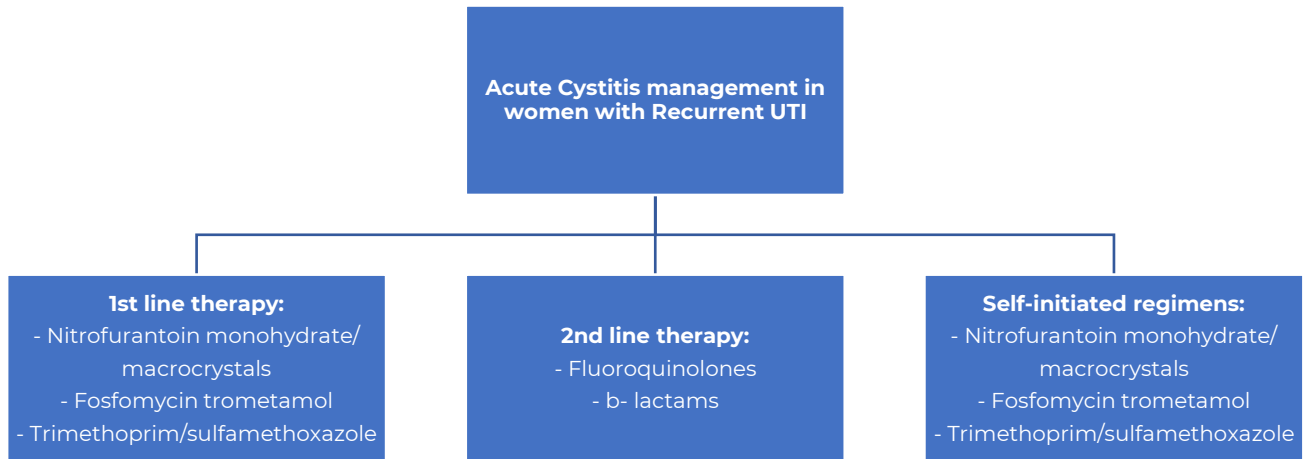 Acute Cystitis management in
women with Recurrent UTI
1st line therapy:
- Nitrofurantoin monohydrate/
macrocrystals
- Fosfomycin trometamol
- Trimethoprim/sulfamethoxazole
2nd line therapy:
- Fluoroquinolones
- b- lactams
Self-initiated regimens:
- Nitrofurantoin monohydrate/
macrocrystals
- Fosfomycin trometamol
- Trimethoprim/sulfamethoxazole